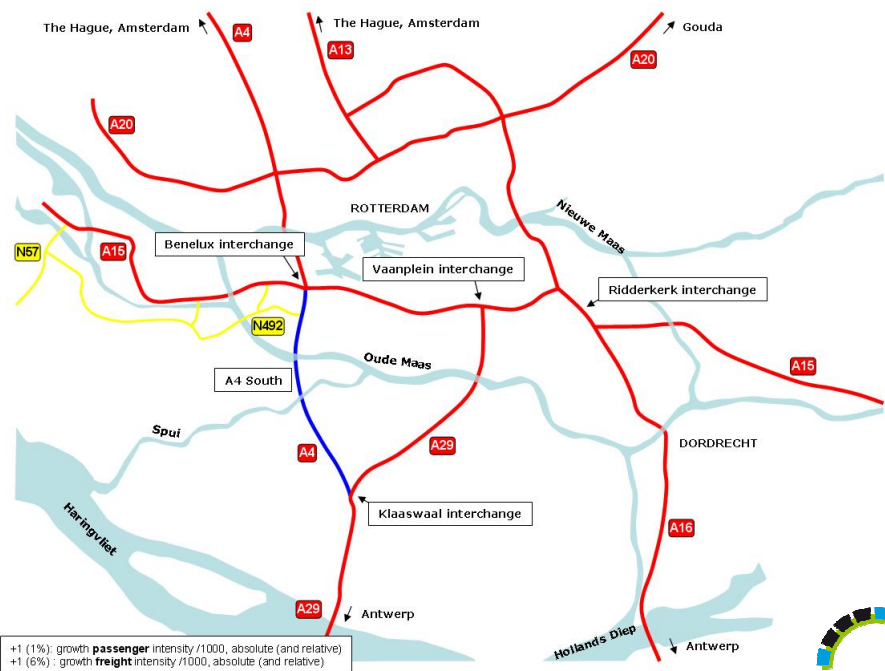 The Hague, Amsterdam
A4
The Hague, Amsterdam
A13
Gouda
A20
A20
ROTTERDAM
Nieuwe Maas
Benelux interchange
N57
A15
Vaanplein interchange
Ridderkerk interchange
N492
Oude Maas
A15
A4 South
Spui
A4
A29
DORDRECHT
Klaaswaal interchange
Haringvliet
A16
A29
Antwerp
Hollands Diep
Antwerp
+1 (1%): growth passenger intensity /1000, absolute (and relative)
+1 (6%) : growth freight intensity /1000, absolute (and relative)